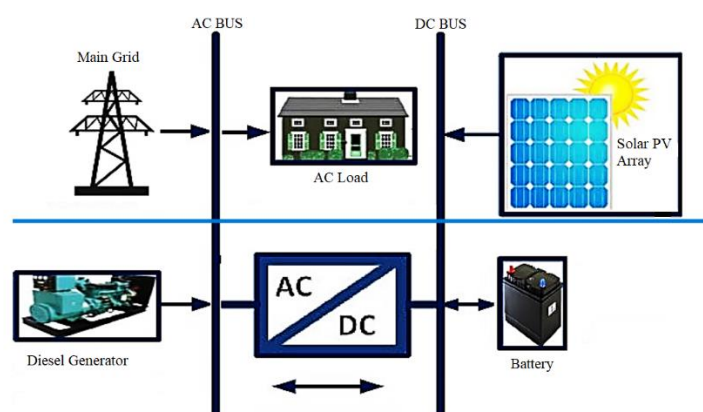 AC BUS
DC BUS
Main Grid
AC Load
Solar PV
Array
AC
DC
Diesel Generator
Battery